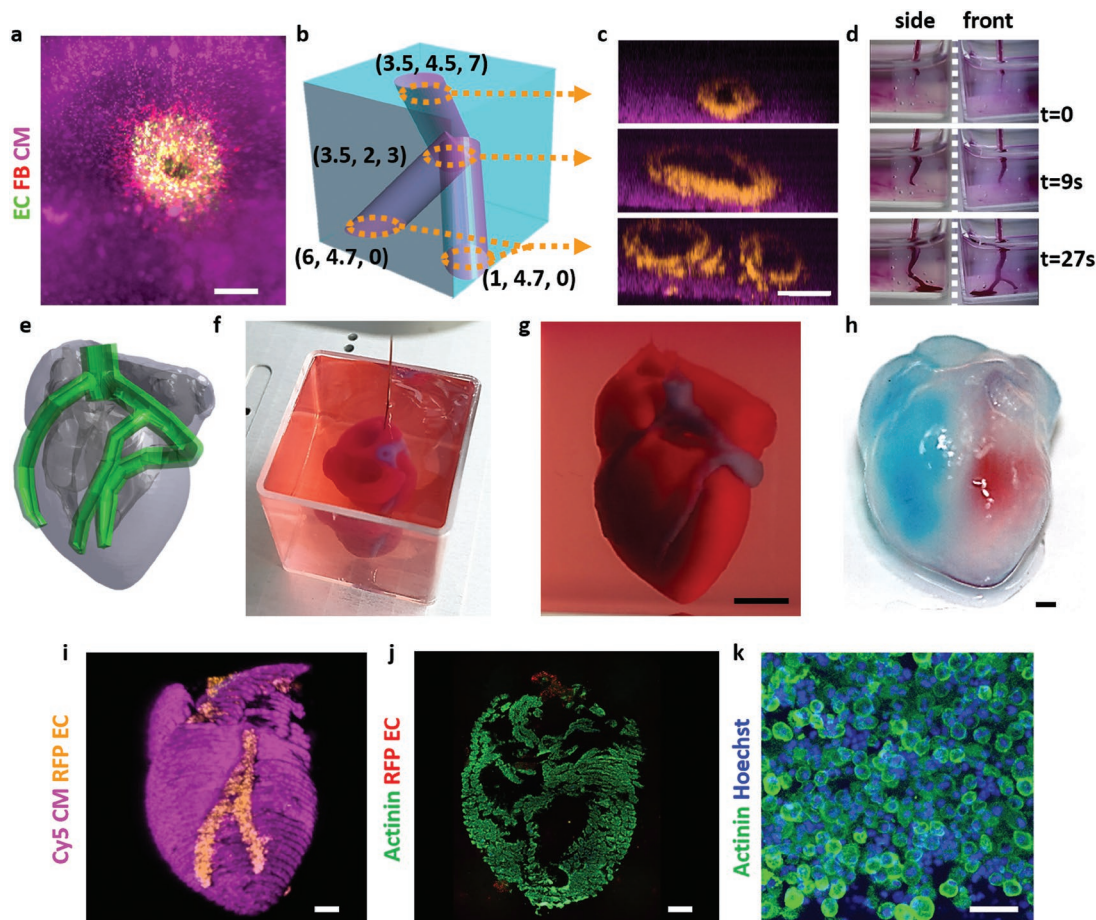 a
EC FB CM
b
(3.5, 4.5, 7)
(3.5, 2, 3)
(6, 4.7, 0)
(1, 4.7, 0)
c
d
side front
t=0
t=9s
t=27s
e
f
g
h
i
Cy5 CM RFP EC
j
Actinin RFP EC
k
Actinin Hoechst